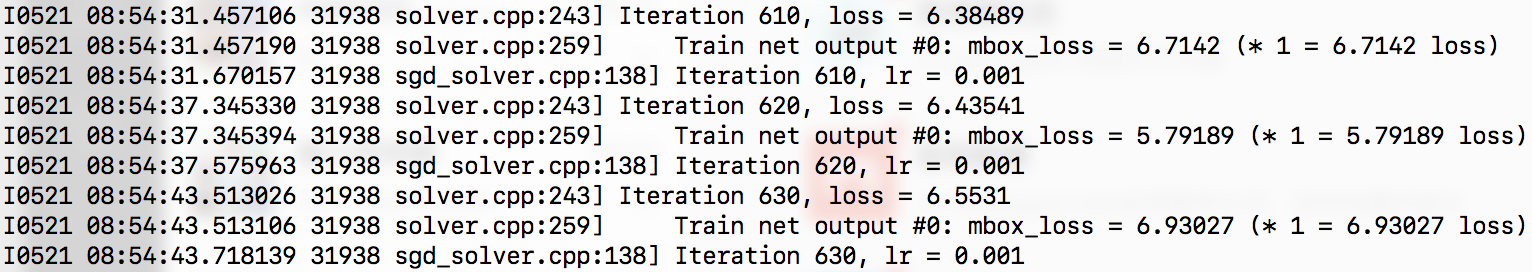 I0521 08:54:31.457106 31938 solver.cpp:243] Iteration 610, loss = 6.38489
I0521 08:54:31.457190 31938 solver.cpp:259]     Train net output #0: mbox_loss = 6.7142 (* 1 = 6.7142 loss)
I0521 08:54:31.670157 31938 sgd_solver.cpp:138] Iteration 610, lr = 0.001
I0521 08:54:37.345330 31938 solver.cpp:243] Iteration 620, loss = 6.43541
I0521 08:54:37.345394 31938 solver.cpp:259]     Train net output #0: mbox_loss = 5.79189 (* 1 = 5.79189 loss)
I0521 08:54:37.575963 31938 sgd_solver.cpp:138] Iteration 620, lr = 0.001
I0521 08:54:43.513026 31938 solver.cpp:243] Iteration 630, loss = 6.5531
I0521 08:54:43.513106 31938 solver.cpp:259]     Train net output #0: mbox_loss = 6.93027 (* 1 = 6.93027 loss)
I0521 08:54:43.718139 31938 sgd_solver.cpp:138] Iteration 630, lr = 0.001